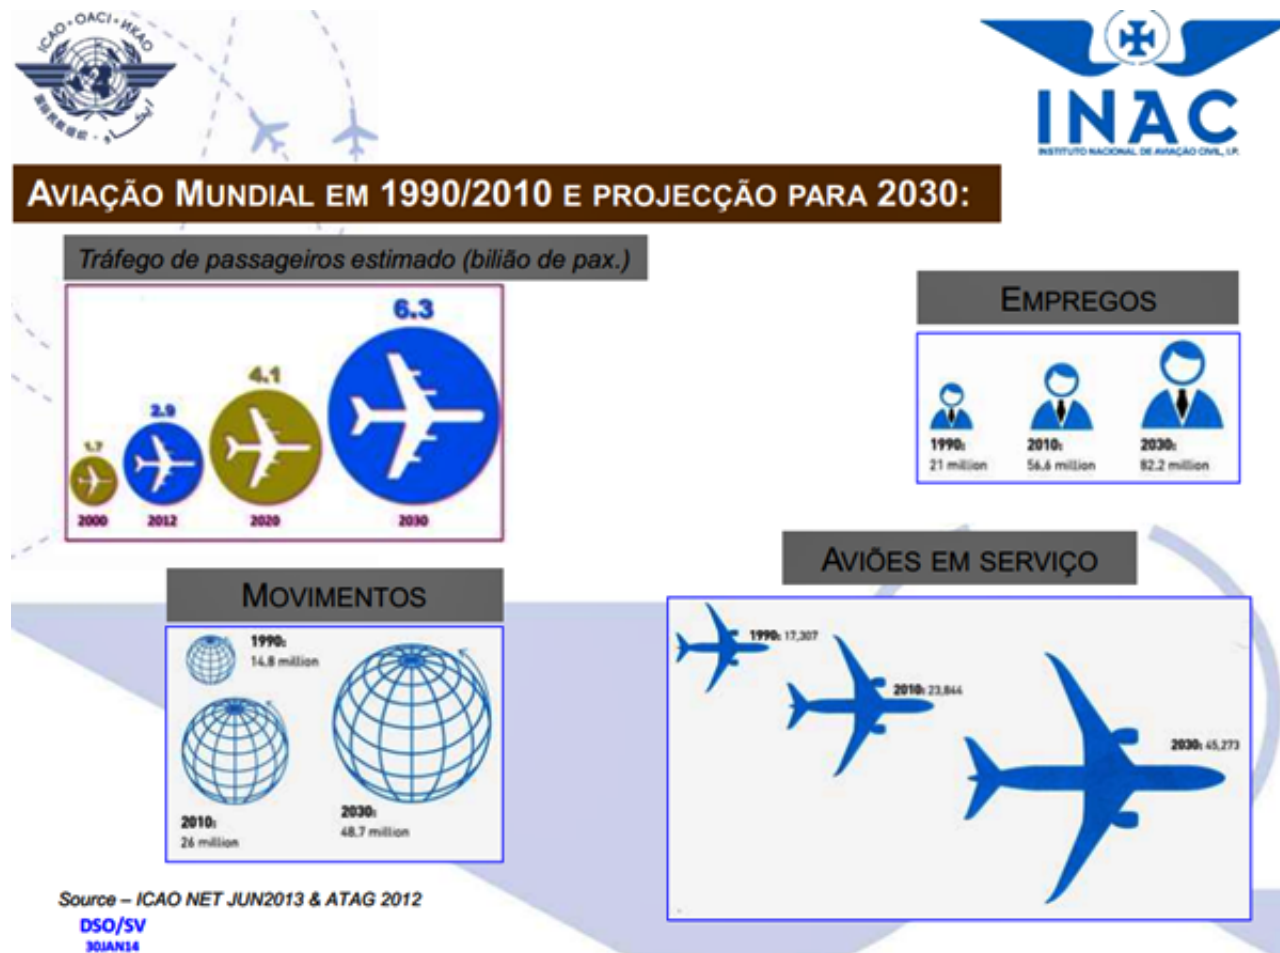 ICAO · OACI · ИКАО
INAC
INSTITUTO NACIONAL DE AVIAÇÃO CIVIL, I.P.
AVIAÇÃO MUNDIAL EM 1990/2010 E PROJECÇÃO PARA 2030:
Tráfego de passageiros estimado (bilião de pax.)
1.7
2.9
4.1
6.3
2000
2012
2020
2030
EMPREGOS
1990:
21 million
2010:
56.6 million
2030:
82.2 million
MOVIMENTOS
1990:
14.8 million
2010:
26 million
2030:
48.7 million
AVIÕES EM SERVIÇO
1990: 17,307
2010: 23,844
2030: 45,273
Source – ICAO NET JUN2013 & ATAG 2012
DSO/SV
30JAN14